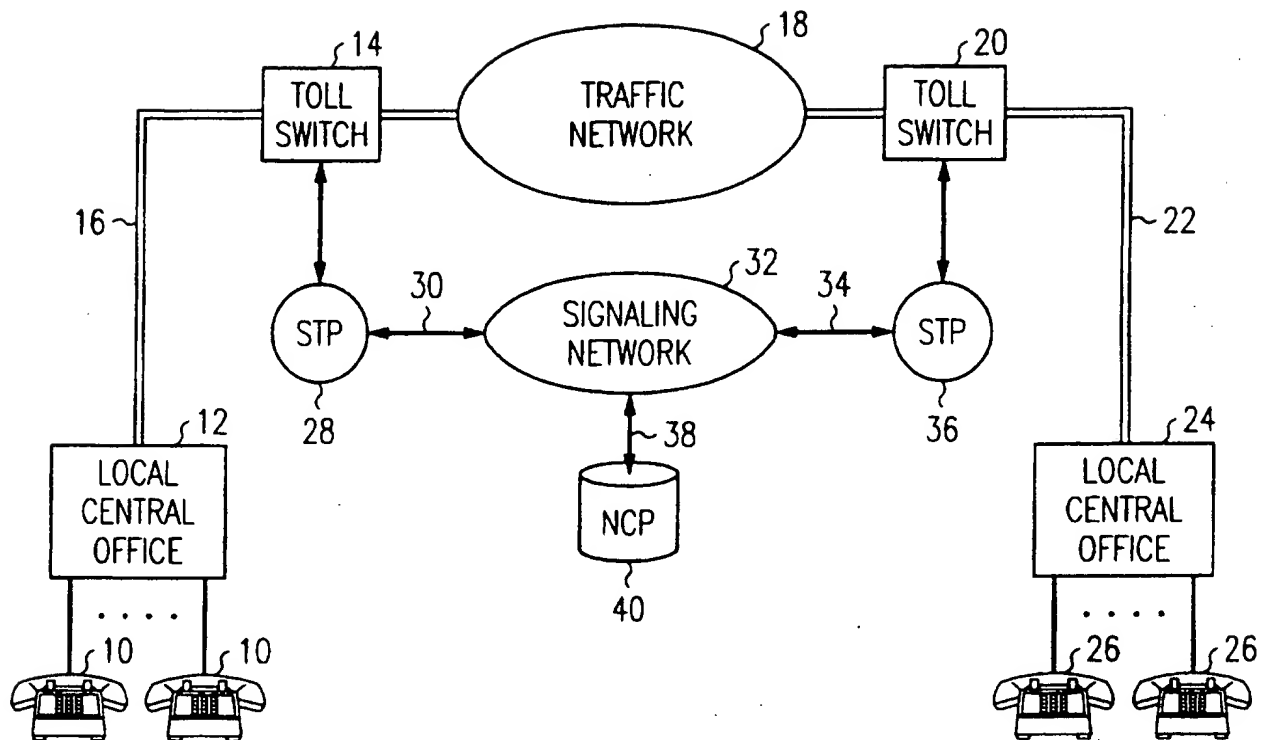 14
TOLL
SWITCH
18
TRAFFIC
NETWORK
20
TOLL
SWITCH
16
22
STP
28
30
32
SIGNALING
NETWORK
34
STP
36
38
NCP
40
12
LOCAL
CENTRAL
OFFICE
24
LOCAL
CENTRAL
OFFICE
10
10
26
26